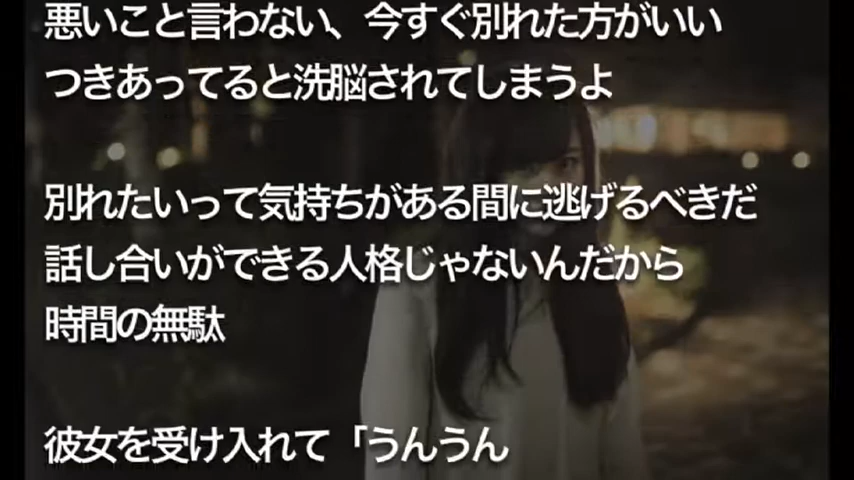 悪いこと言わない、今すぐ別れた方がいい
つきあってると洗脳されてしまうよ
別れたいって気持ちがある間に逃げるべきだ
話し合いができる人格じゃないんだから
時間の無駄
彼女を受け入れて「うんうん